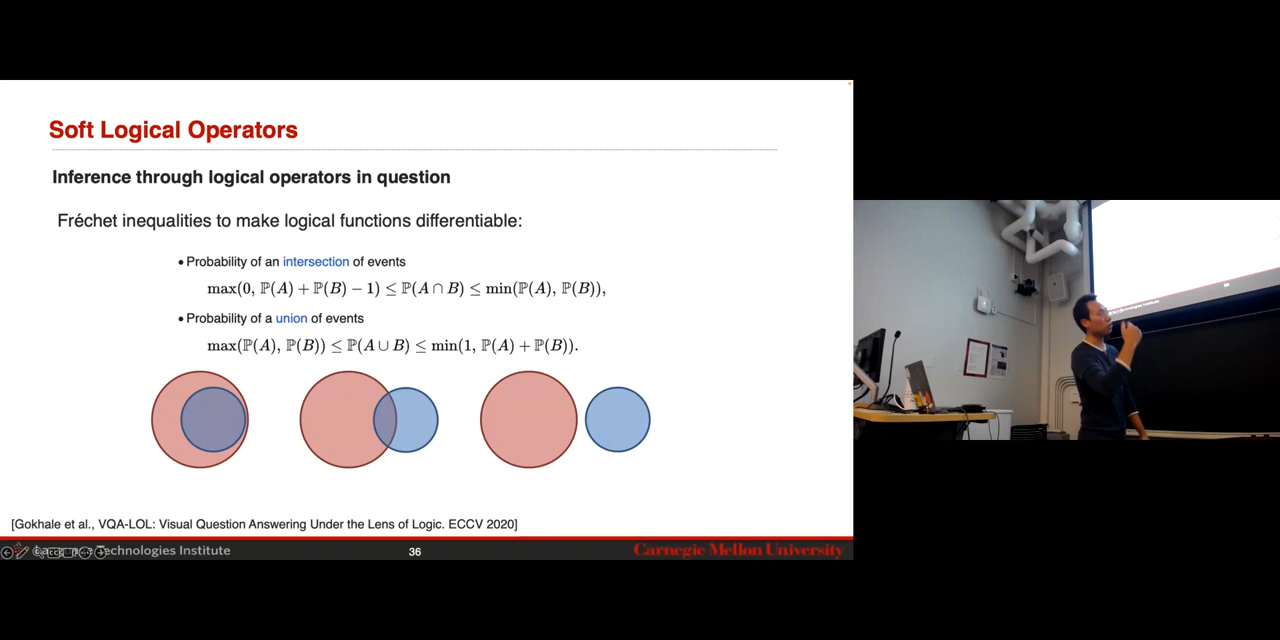 Soft Logical Operators
Inference through logical operators in question
Fréchet inequalities to make logical functions differentiable:
• Probability of an intersection of events
max(0, ℙ(A) + ℙ(B) − 1) ≤ ℙ(A ∩ B) ≤ min(ℙ(A), ℙ(B)),
• Probability of a union of events
max(ℙ(A), ℙ(B)) ≤ ℙ(A ∪ B) ≤ min(1, ℙ(A) + ℙ(B)).
[Gokhale et al., VQA-LOL: Visual Question Answering Under the Lens of Logic. ECCV 2020]
Technologies Institute
36
Carnegie Mellon University